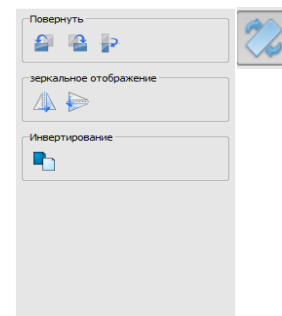 Повернуть
зеркальное отображение
Инвертирование